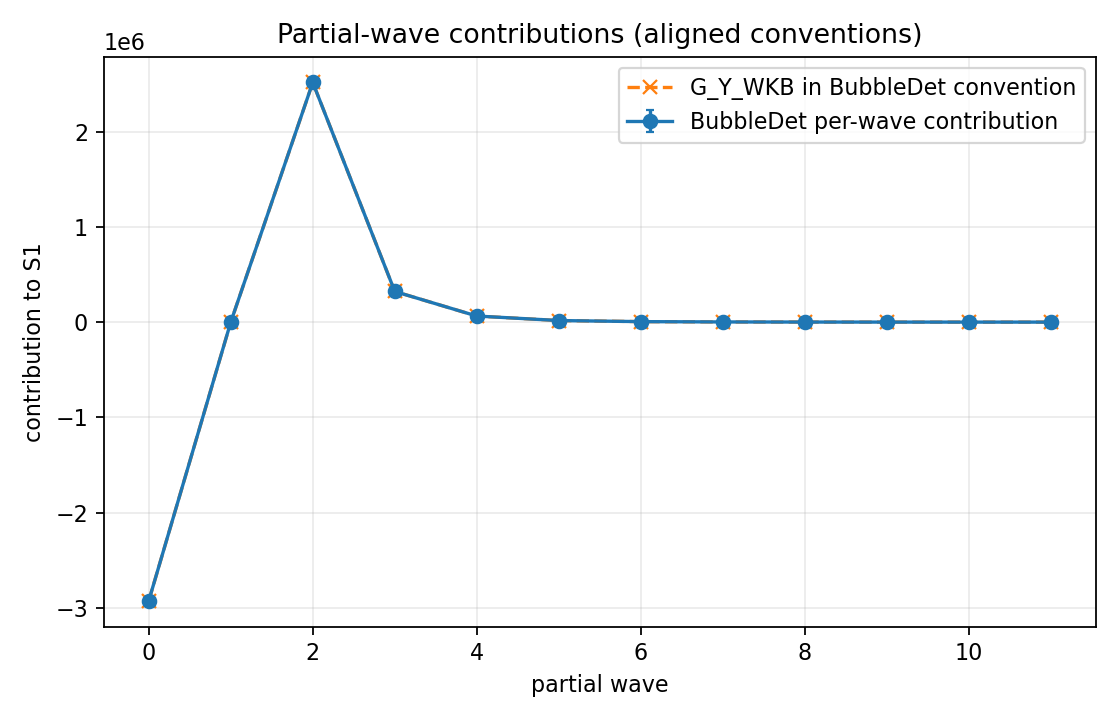 Partial-wave contributions (aligned conventions)
1e6
G_Y_WKB in BubbleDet convention
BubbleDet per-wave contribution
contribution to S1
2
1
0
−1
−2
−3
0 2 4 6 8 10
partial wave